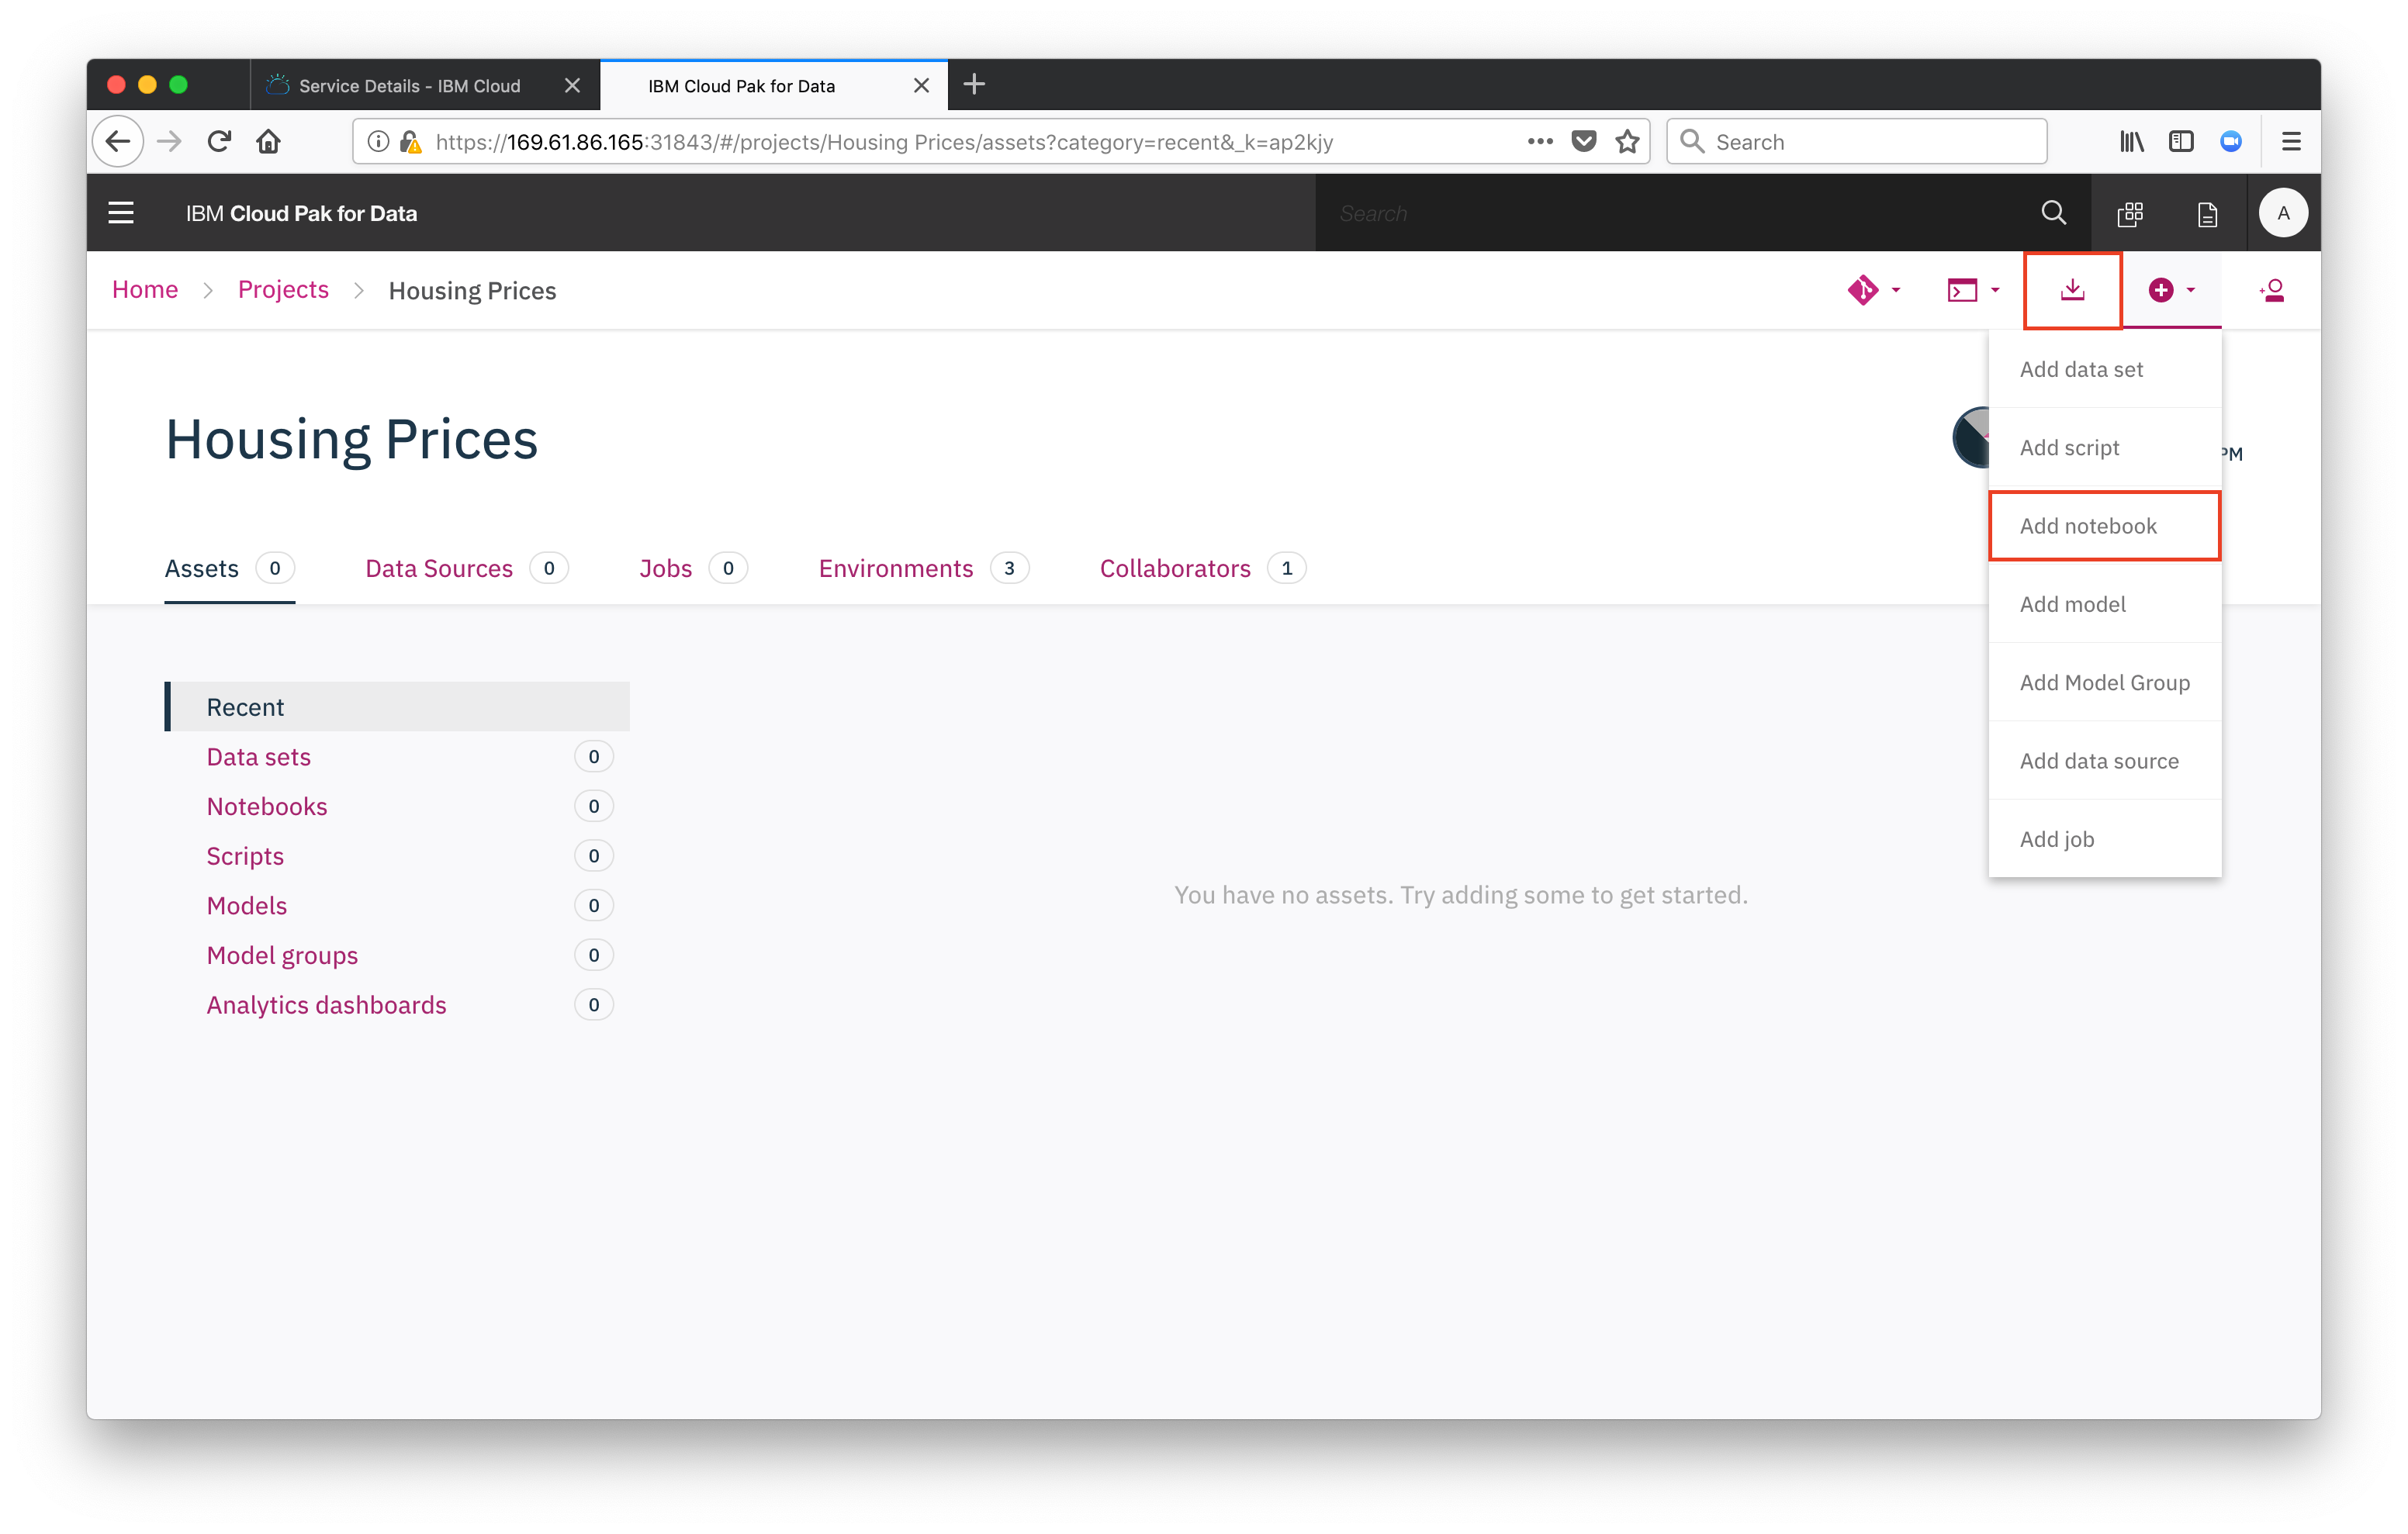 Service Details - IBM Cloud
IBM Cloud Pak for Data
https://169.61.86.165:31843/#/projects/Housing Prices/assets?category=recent&_k=ap2kjy
Search
IBM Cloud Pak for Data
Search
A
Home
Projects
Housing Prices
Housing Prices
PM
Add data set
Add script
Add notebook
Add model
Add Model Group
Add data source
Add job
Assets 0
Data Sources 0
Jobs 0
Environments 3
Collaborators 1
Recent
Data sets 0
Notebooks 0
Scripts 0
Models 0
Model groups 0
Analytics dashboards 0
You have no assets. Try adding some to get started.